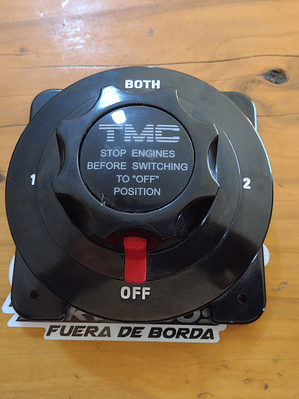 BOTH
TMC
STOP ENGINES
BEFORE SWITCHING
TO "OFF"
POSITION
1
2
OFF
FUERA DE BORDA